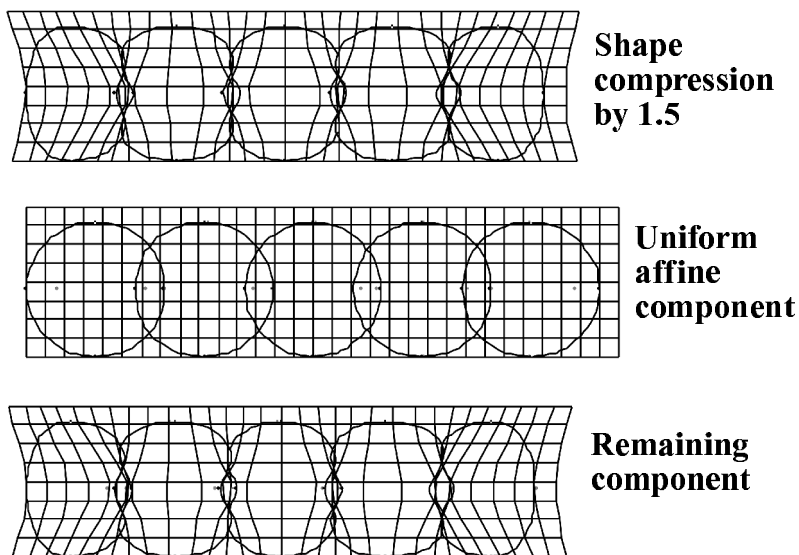 Shape
compression
by 1.5
Uniform
affine
component
Remaining
component